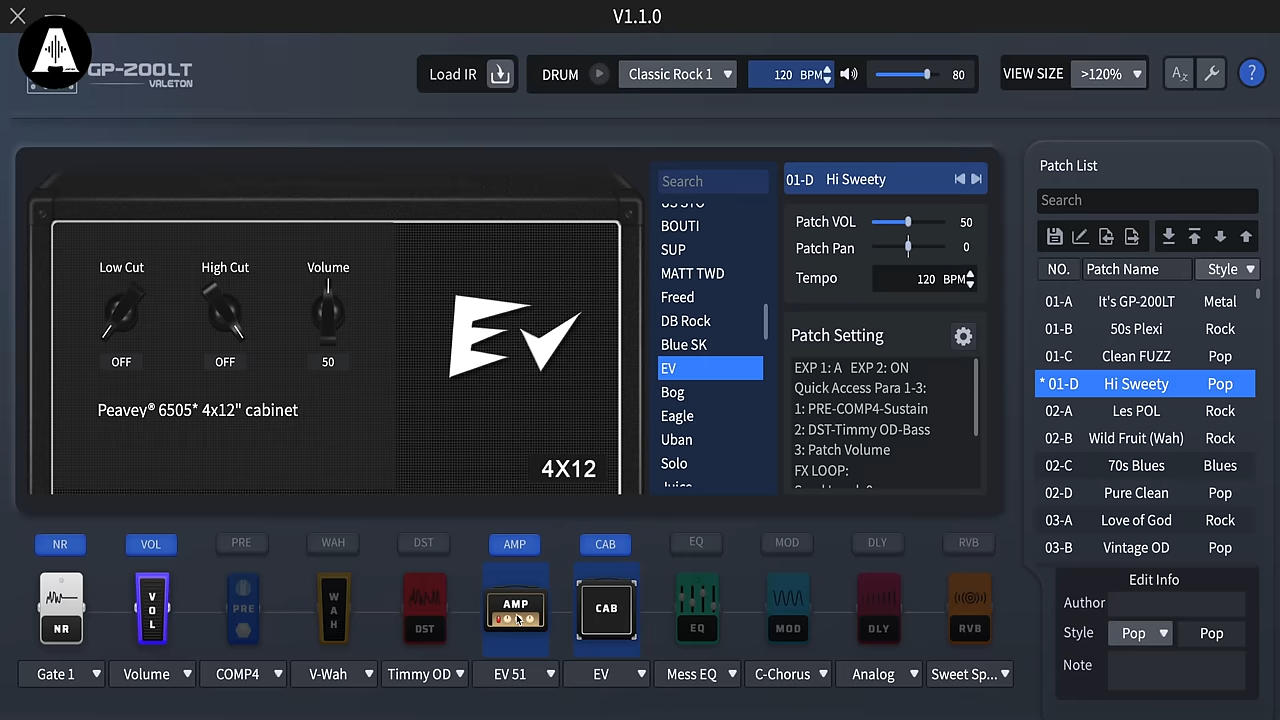 V1.1.0
GP-200LT
VALETON
Load IR
DRUM
Classic Rock 1
120 BPM
80
VIEW SIZE
>120%
AZ
?
Low Cut
High Cut
Volume
OFF
OFF
50
Peavey® 6505* 4x12" cabinet
EV
4X12
Search
BOUTI
SUP
MATT TWD
Freed
DB Rock
Blue SK
EV
Bog
Eagle
Uban
Solo
Juice
01-D Hi Sweety
Patch VOL 50
Patch Pan 0
Tempo 120 BPM
Patch Setting
EXP 1: A EXP 2: ON
Quick Access Para 1-3:
1: PRE-COMP4-Sustain
2: DST-Timmy OD-Bass
3: Patch Volume
FX LOOP:
Patch List
Search
NO. Patch Name Style
01-A It's GP-200LT Metal
01-B 50s Plexi Rock
01-C Clean FUZZ Pop
* 01-D Hi Sweety Pop
02-A Les POL Rock
02-B Wild Fruit (Wah) Rock
02-C 70s Blues Blues
02-D Pure Clean Pop
03-A Love of God Rock
03-B Vintage OD Pop
Edit Info
Author
Style Pop Pop
Note
NR VOL PRE WAH DST AMP CAB EQ MOD DLY RVB
NR VOL PRE WAH DST AMP CAB EQ MOD DLY RVB
Gate 1 Volume COMP4 V-Wah Timmy OD EV 51 EV Mess EQ C-Chorus Analog Sweet Sp...